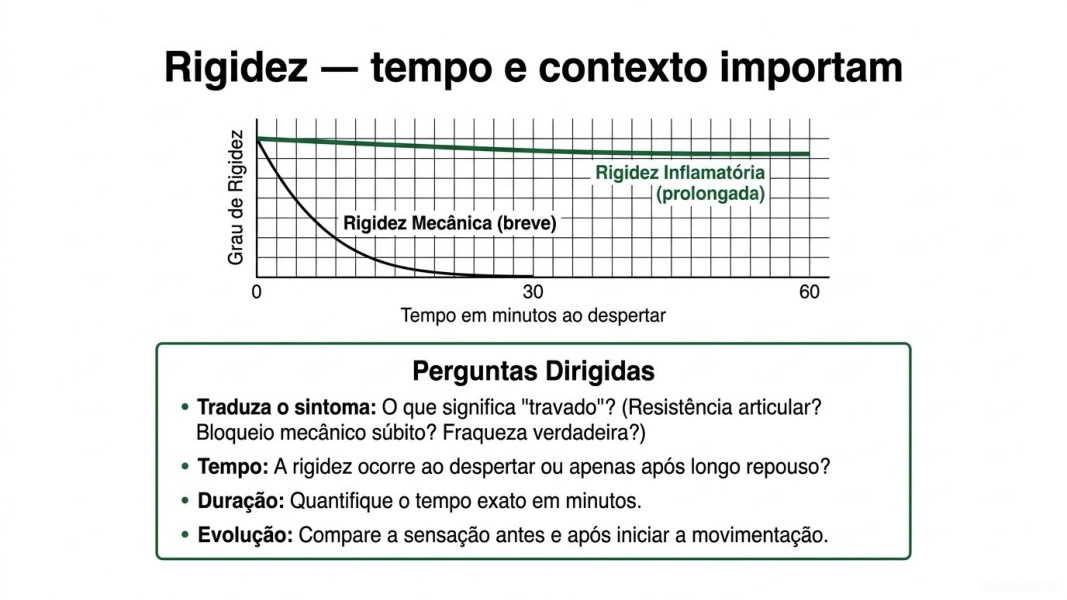 Rigidez — tempo e contexto importam
Grau de Rigidez
Rigidez Inflamatória
(prolongada)
Rigidez Mecânica (breve)
0
30
60
Tempo em minutos ao despertar
Perguntas Dirigidas
• Traduza o sintoma: O que significa "travado"? (Resistência articular?
Bloqueio mecânico súbito? Fraqueza verdadeira?)
• Tempo: A rigidez ocorre ao despertar ou apenas após longo repouso?
• Duração: Quantifique o tempo exato em minutos.
• Evolução: Compare a sensação antes e após iniciar a movimentação.